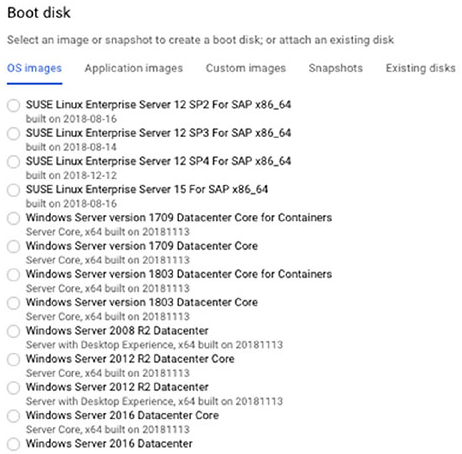 Boot disk
Select an image or snapshot to create a boot disk; or attach an existing disk
OS images Application images Custom images Snapshots Existing disks
SUSE Linux Enterprise Server 12 SP2 For SAP x86_64
built on 2018-08-16
SUSE Linux Enterprise Server 12 SP3 For SAP x86_64
built on 2018-08-14
SUSE Linux Enterprise Server 12 SP4 For SAP x86_64
built on 2018-12-12
SUSE Linux Enterprise Server 15 For SAP x86_64
built on 2018-08-16
Windows Server version 1709 Datacenter Core for Containers
Server Core, x64 built on 20181113
Windows Server version 1709 Datacenter Core
Server Core, x64 built on 20181113
Windows Server version 1803 Datacenter Core for Containers
Server Core, x64 built on 20181113
Windows Server version 1803 Datacenter Core
Server Core, x64 built on 20181113
Windows Server 2008 R2 Datacenter
Server with Desktop Experience, x64 built on 20181113
Windows Server 2012 R2 Datacenter Core
Server Core, x64 built on 20181113
Windows Server 2012 R2 Datacenter
Server with Desktop Experience, x64 built on 20181113
Windows Server 2016 Datacenter Core
Server Core, x64 built on 20181113
Windows Server 2016 Datacenter